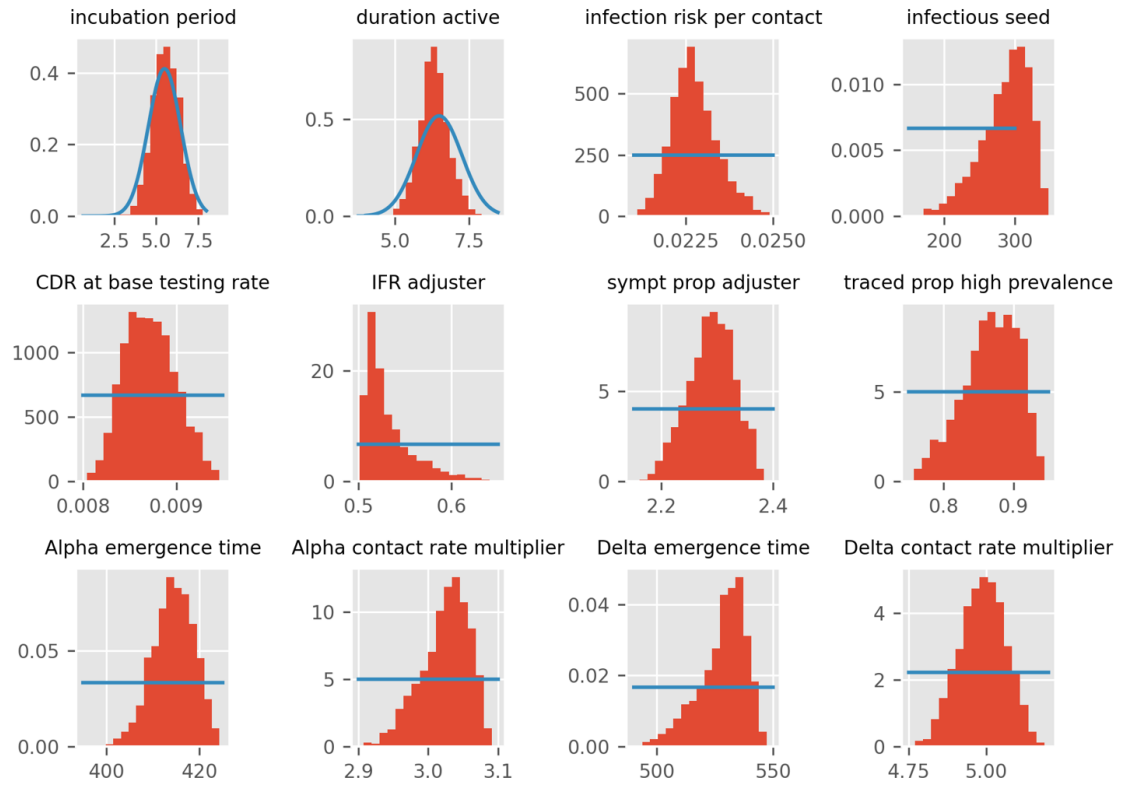 incubation period duration active infection risk per contact infectious seed
0.4 0.2 0.0 2.5 5.0 7.5
0.5 0.0 5.0 7.5
500 250 0 0.0225 0.0250
0.010 0.005 0.000 200 300
CDR at base testing rate IFR adjuster sympt prop adjuster traced prop high prevalence
1000 500 0 0.008 0.009
20 0 0.5 0.6
5 0 2.2 2.4
5 0 0.8 0.9
Alpha emergence time Alpha contact rate multiplier Delta emergence time Delta contact rate multiplier
0.05 0.00 400 420
10 5 0 2.9 3.0 3.1
0.04 0.02 0.00 500 550
4 2 0 4.75 5.00